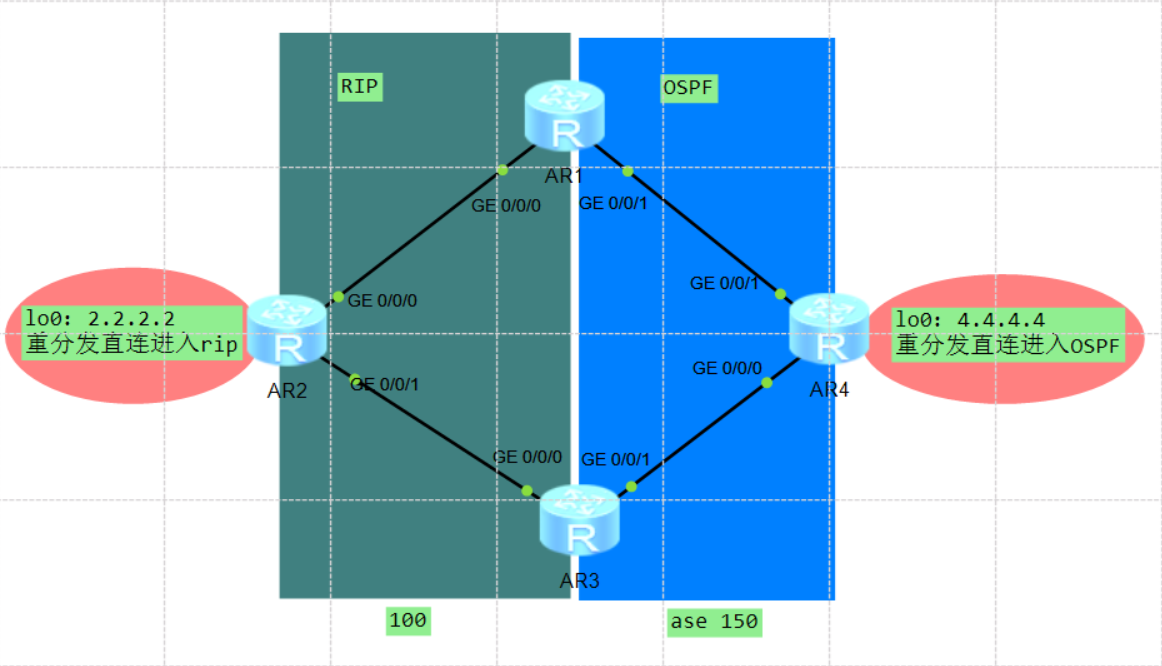 RIP
OSPF
R
AR1
GE 0/0/0
GE 0/0/1
GE 0/0/1
GE 0/0/0
lo0: 2.2.2.2
重分发直连进入rip
R
AR2
lo0: 4.4.4.4
重分发直连进入OSPF
R
AR4
GE 0/0/0
GE 0/0/1
GE 0/0/0
GE 0/0/1
R
AR3
100
ase 150